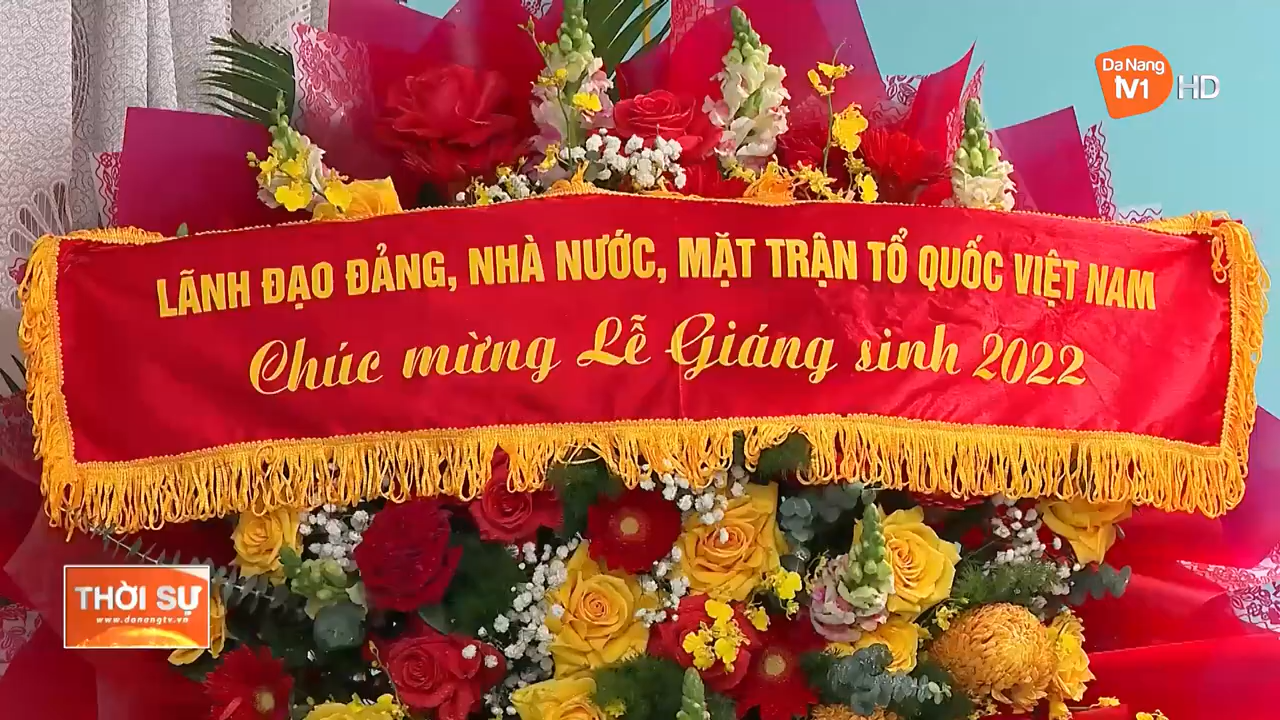 Da Nang
TV1 HD
LÃNH ĐẠO ĐẢNG, NHÀ NƯỚC, MẶT TRẬN TỔ QUỐC VIỆT NAM
Chúc mừng Lễ Giáng sinh 2022
THỜI SỰ
www.danangtv.vn